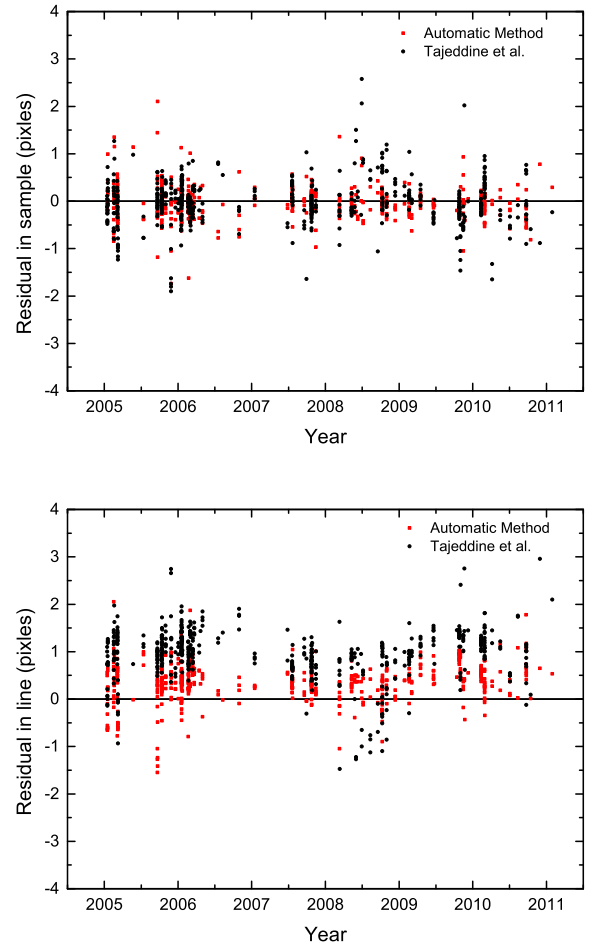 4
Automatic Method
3
Tajeddine et al.
2
1
0
-1
-2
-3
-4
Residual in sample (pixles)
2005 2006 2007 2008 2009 2010 2011
Year
4
Automatic Method
3
Tajeddine et al.
2
1
0
-1
-2
-3
-4
Residual in line (pixles)
2005 2006 2007 2008 2009 2010 2011
Year